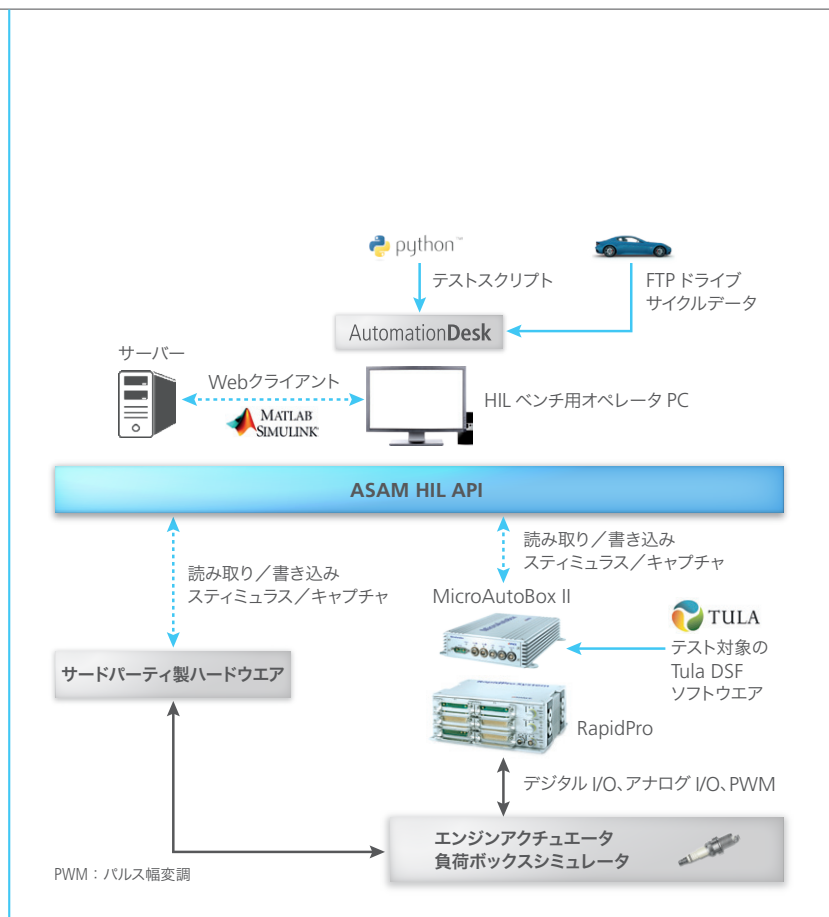 python™
テストスクリプト
FTP ドライブ
サイクルデータ
AutomationDesk
サーバー
Webクライアント
MATLAB
SIMULINK
HIL ベンチ用オペレータ PC
ASAM HIL API
読み取り／書き込み
スティミュラス／キャプチャ
読み取り／書き込み
スティミュラス／キャプチャ
MicroAutoBox II
TULA
テスト対象の
Tula DSF
ソフトウエア
サードパーティ製ハードウエア
RapidPro
デジタル I/O、アナログ I/O、PWM
エンジンアクチュエータ
負荷ボックスシミュレータ
PWM：パルス幅変調